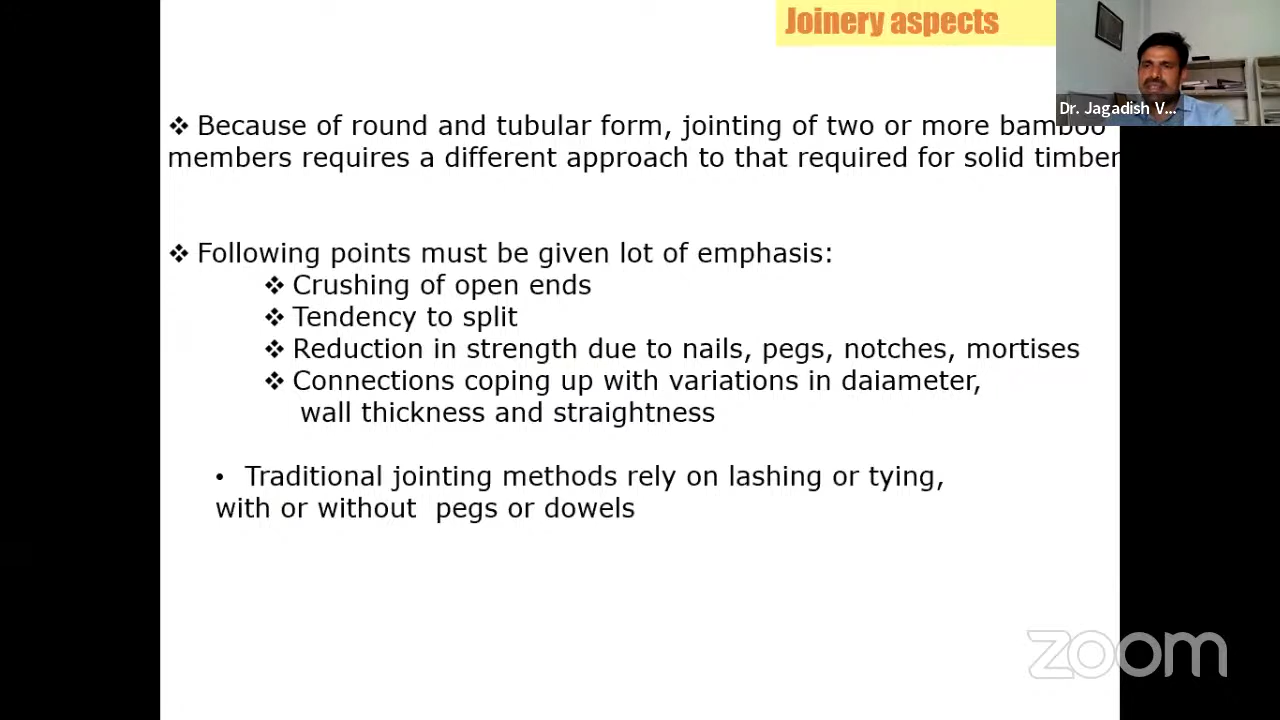 Joinery aspects
Dr. Jagadish V...
❖ Because of round and tubular form, jointing of two or more bamboo
members requires a different approach to that required for solid timber
❖ Following points must be given lot of emphasis:
❖ Crushing of open ends
❖ Tendency to split
❖ Reduction in strength due to nails, pegs, notches, mortises
❖ Connections coping up with variations in daiameter,
wall thickness and straightness
• Traditional jointing methods rely on lashing or tying,
with or without pegs or dowels
zoom